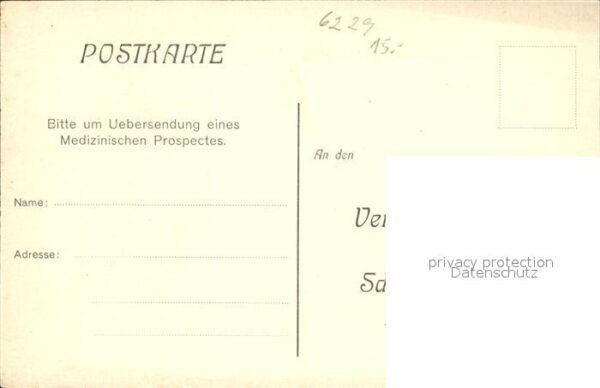 6229
15.-
POSTKARTE
Bitte um Uebersendung eines
Medizinischen Prospectes.
An den
Name:
Adresse:
privacy protection
Datenschutz